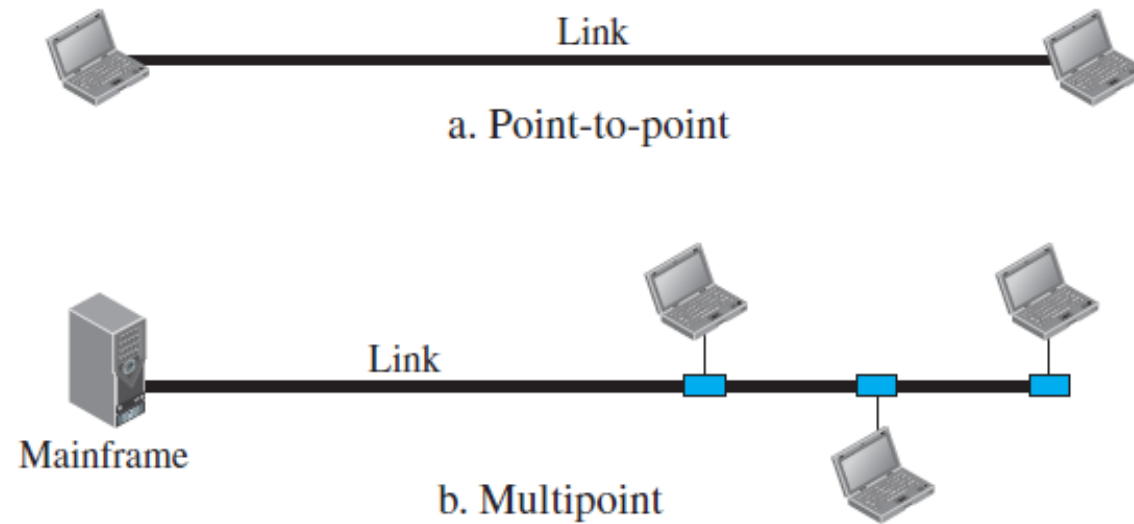 Link
a. Point-to-point
Link
Mainframe
b. Multipoint